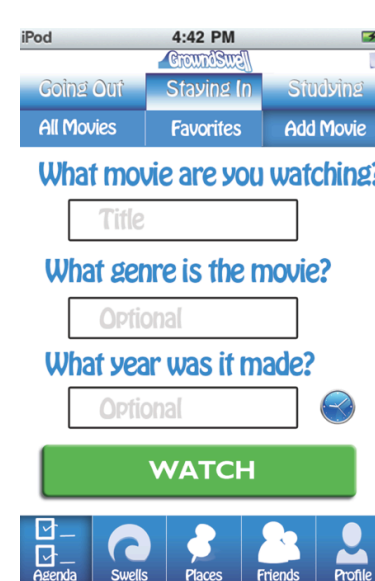 iPod 4:42 PM
GrowndSwell
Going Out Staying In Studying
All Movies Favorites Add Movie
What movie are you watching?
Title
What genre is the movie?
Optional
What year was it made?
Optional
WATCH
Agenda Swells Places Friends Profile